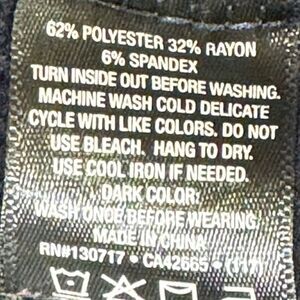 62% POLYESTER 32% RAYON
6% SPANDEX
TURN INSIDE OUT BEFORE WASHING.
MACHINE WASH COLD DELICATE
CYCLE WITH LIKE COLORS. DO NOT
USE BLEACH. HANG TO DRY.
USE COOL IRON IF NEEDED.
DARK COLOR:
WASH ONCE BEFORE WEARING
MADE IN CHINA
RN#130717 • CA42665 • (117)